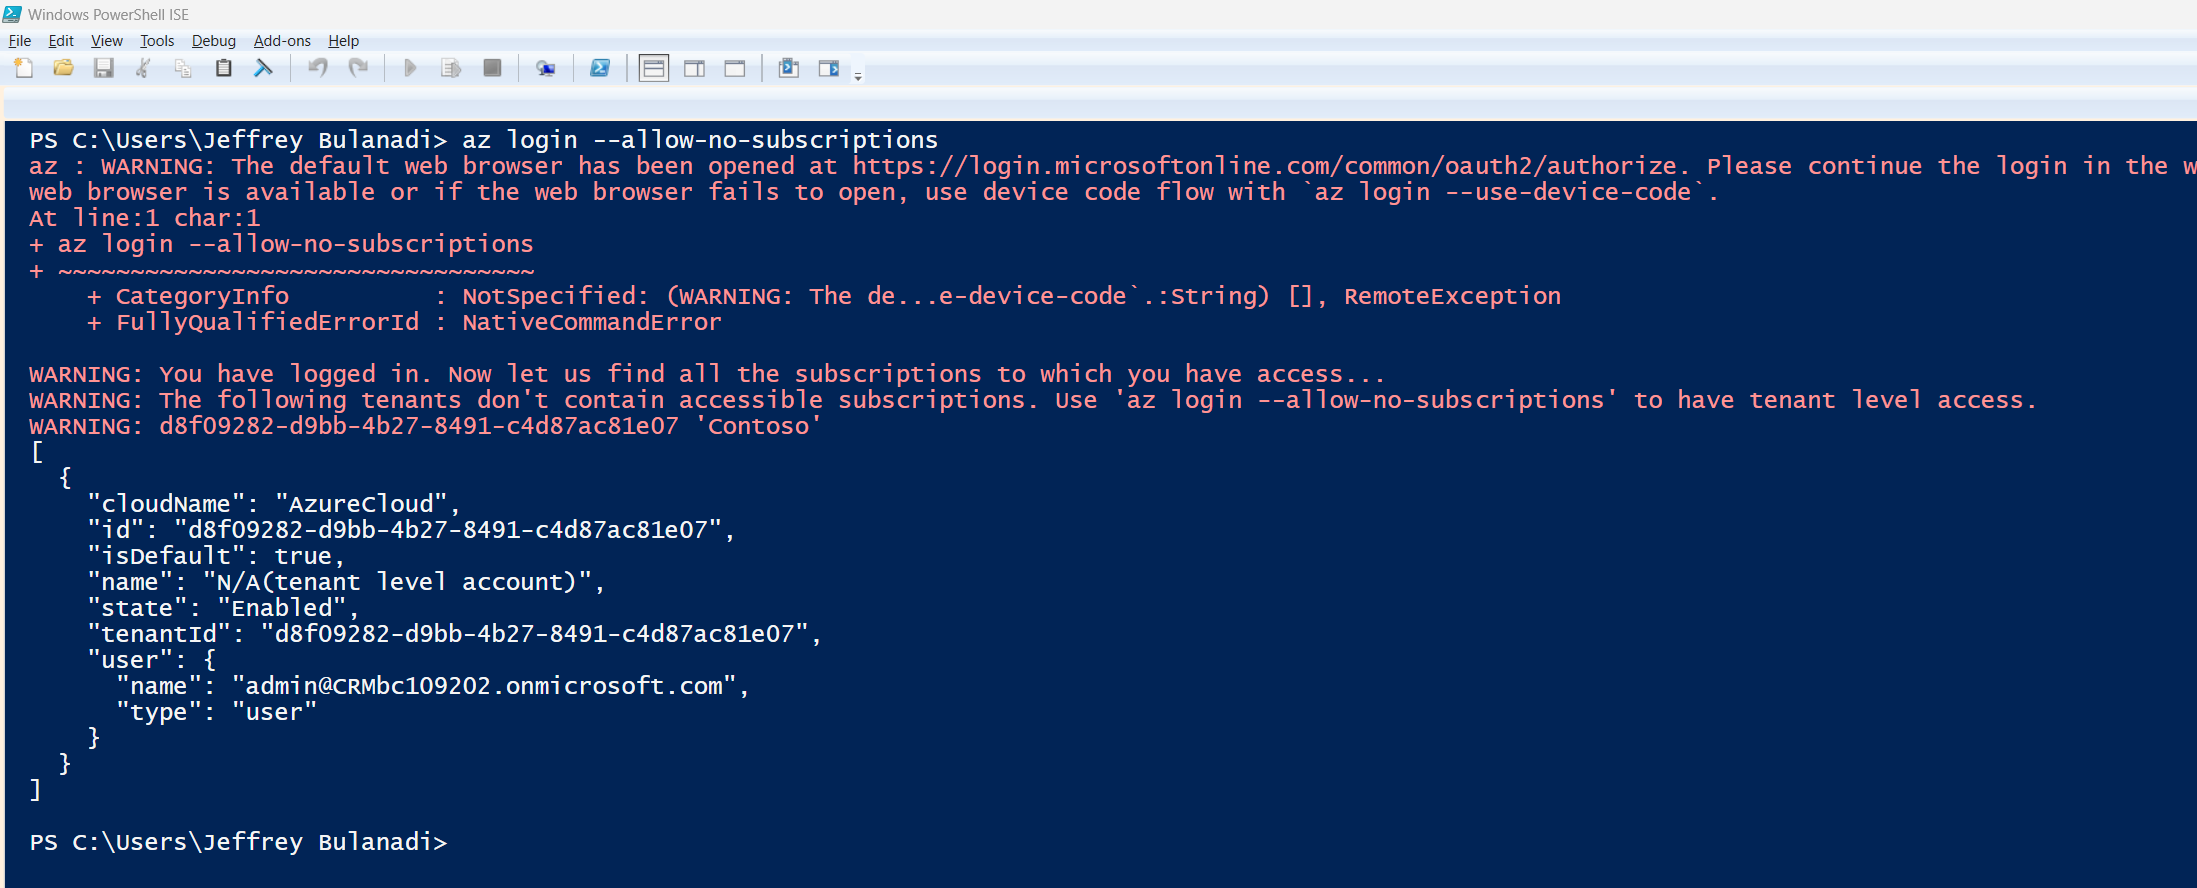 Windows PowerShell ISE
File Edit View Tools Debug Add-ons Help
PS C:\Users\Jeffrey Bulanadi> az login --allow-no-subscriptions
az : WARNING: The default web browser has been opened at https://login.microsoftonline.com/common/oauth2/authorize. Please continue the login in the w
web browser is available or if the web browser fails to open, use device code flow with `az login --use-device-code`.
At line:1 char:1
+ az login --allow-no-subscriptions
+ ~~~~~~~~~~~~~~~~~~~~~~~~~~~~~~~~~
    + CategoryInfo          : NotSpecified: (WARNING: The de...e-device-code`.:String) [], RemoteException
    + FullyQualifiedErrorId : NativeCommandError
WARNING: You have logged in. Now let us find all the subscriptions to which you have access...
WARNING: The following tenants don't contain accessible subscriptions. Use 'az login --allow-no-subscriptions' to have tenant level access.
WARNING: d8f09282-d9bb-4b27-8491-c4d87ac81e07 'Contoso'
[
  {
    "cloudName": "AzureCloud",
    "id": "d8f09282-d9bb-4b27-8491-c4d87ac81e07",
    "isDefault": true,
    "name": "N/A(tenant level account)",
    "state": "Enabled",
    "tenantId": "d8f09282-d9bb-4b27-8491-c4d87ac81e07",
    "user": {
      "name": "admin@CRMbc109202.onmicrosoft.com",
      "type": "user"
    }
  }
]
PS C:\Users\Jeffrey Bulanadi>